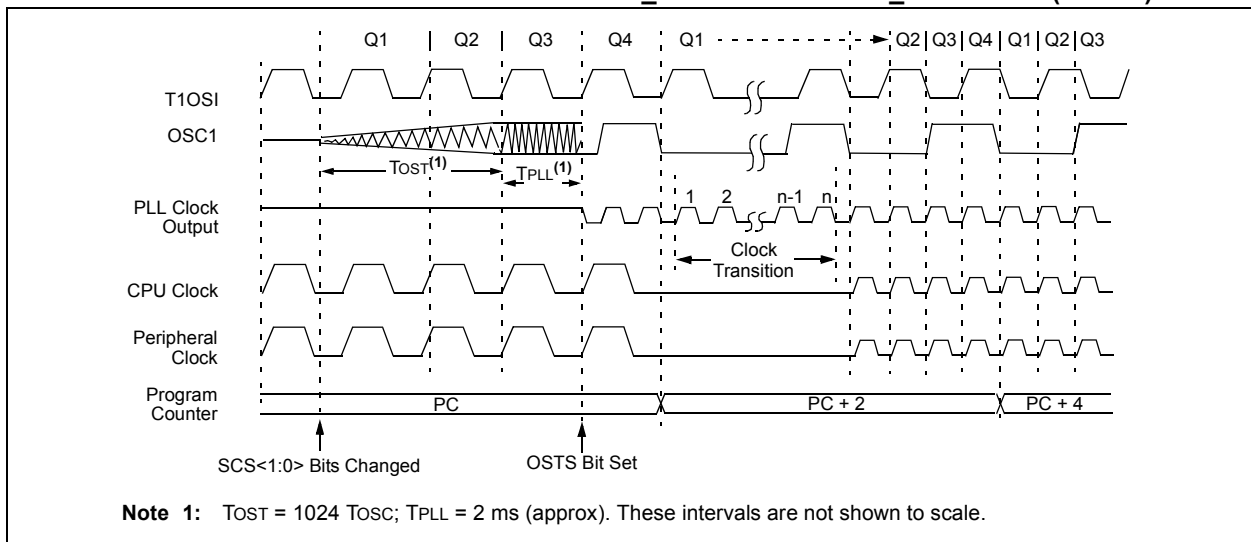 Q1 Q2 Q3 Q4 Q1 Q2 Q3 Q4 Q1 Q2 Q3
T1OSI
OSC1
TOST(1) TPLL(1)
1 2 n-1 n
PLL Clock
Output
Clock
Transition
CPU Clock
Peripheral
Clock
Program
Counter
PC PC + 2 PC + 4
SCS<1:0> Bits Changed OSTS Bit Set
Note 1: TOST = 1024 TOSC; TPLL = 2 ms (approx). These intervals are not shown to scale.